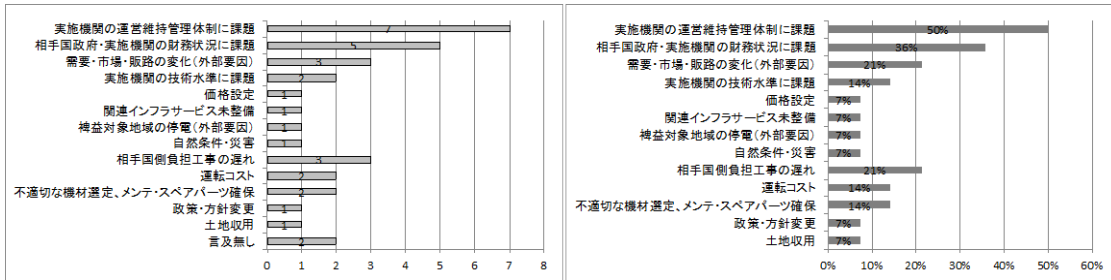 実施機関の運営維持管理体制に課題 7
相手国政府・実施機関の財務状況に課題 5
需要・市場・販路の変化(外部要因) 3
実施機関の技術水準に課題 2
価格設定 1
関連インフラサービス未整備 1
裨益対象地域の停電(外部要因) 1
自然条件・災害 1
相手国側負担工事の遅れ 3
運転コスト 2
不適切な機材選定、メンテ・スペアパーツ確保 2
政策・方針変更 1
土地収用 1
言及無し 2
0 1 2 3 4 5 6 7 8
実施機関の運営維持管理体制に課題 50%
相手国政府・実施機関の財務状況に課題 36%
需要・市場・販路の変化(外部要因) 21%
実施機関の技術水準に課題 14%
価格設定 7%
関連インフラサービス未整備 7%
裨益対象地域の停電(外部要因) 7%
自然条件・災害 7%
相手国側負担工事の遅れ 21%
運転コスト 14%
不適切な機材選定、メンテ・スペアパーツ確保 14%
政策・方針変更 7%
土地収用 7%
0% 10% 20% 30% 40% 50% 60%